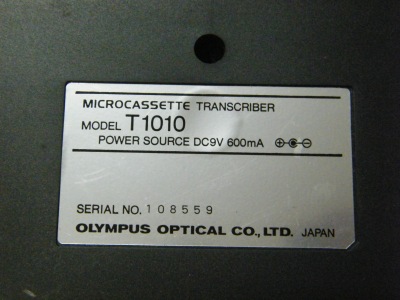 MICROCASSETTE TRANSCRIBER
MODEL T1010
POWER SOURCE DC9V 600mA
SERIAL NO. 108559
OLYMPUS OPTICAL CO., LTD. JAPAN